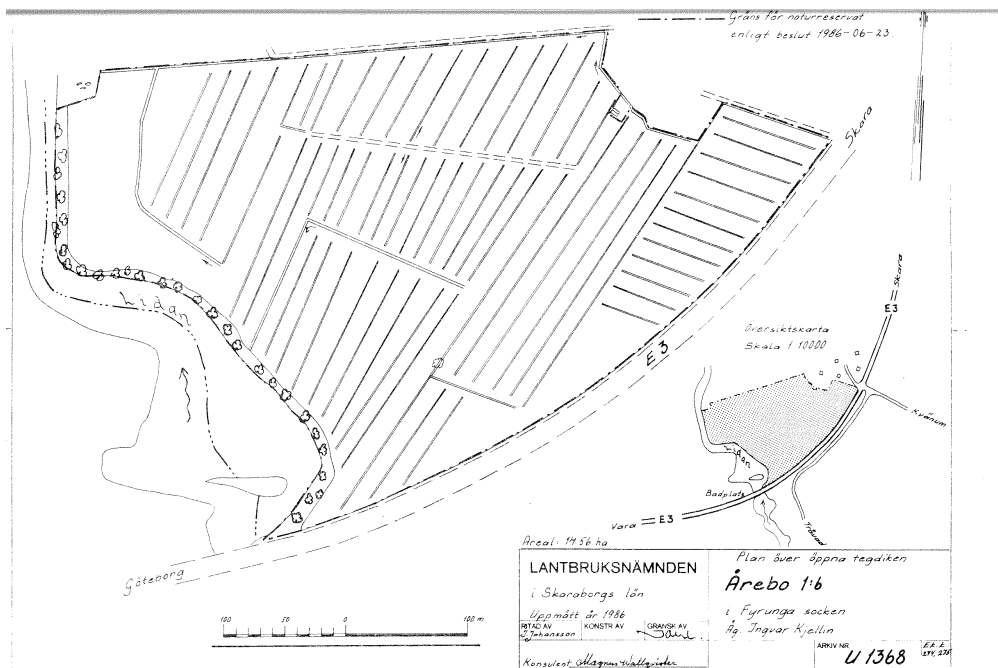 Gräns för naturreservat
enligt beslut 1986-06-23.
Skara
Lidan
E3
Göteborg
Översiktskarta
Skala 1 10000
Skara
E3
Kvänum
Lidan
Badplats
Vara
E3
Tråvad
Areal: 14.56 ha
LANTBRUKSNÄMNDEN
i Skaraborgs län
Uppmätt år 1986
RITAD AV
J. Johansson
KONSTR AV
GRANSK AV
Konsulent Magnus Wallqvister
Plan över öppna tegdiken
Årebo 1:6
i Fyrunga socken
Äg. Ingvar Kjellin
ARKIV NR
U 1368
100 50 0 100 m